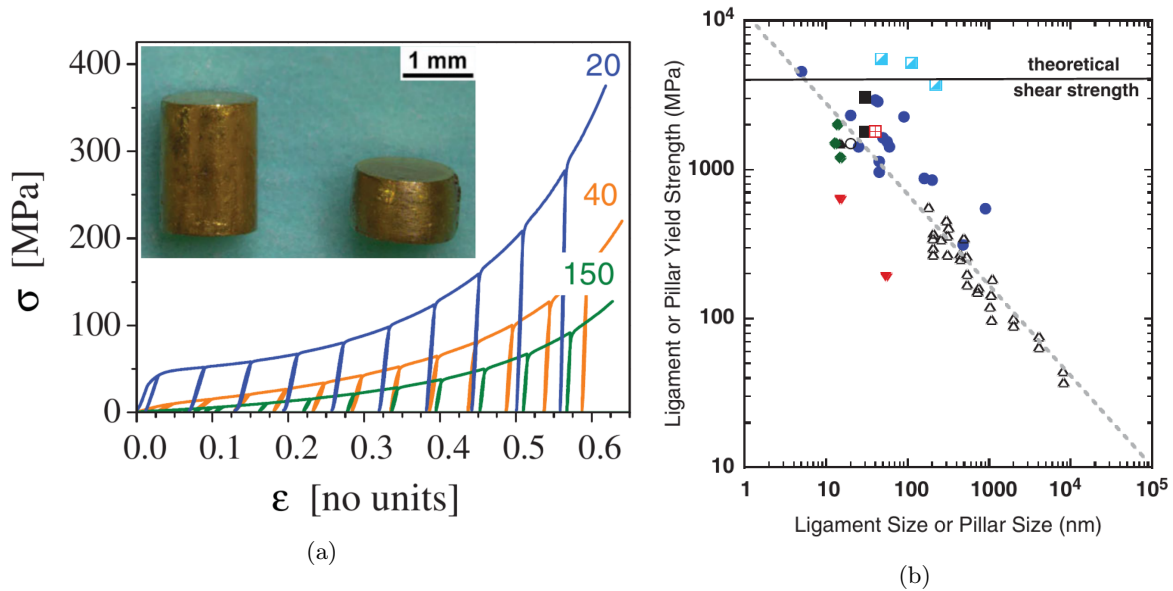 σ [MPa]
400
300
200
100
0
1 mm
20
40
150
0.0 0.1 0.2 0.3 0.4 0.5 0.6
ε [no units]
(a)
Ligament or Pillar Yield Strength (MPa)
10⁴
1000
100
10
theoretical
shear strength
1 10 100 1000 10⁴ 10⁵
Ligament Size or Pillar Size (nm)
(b)